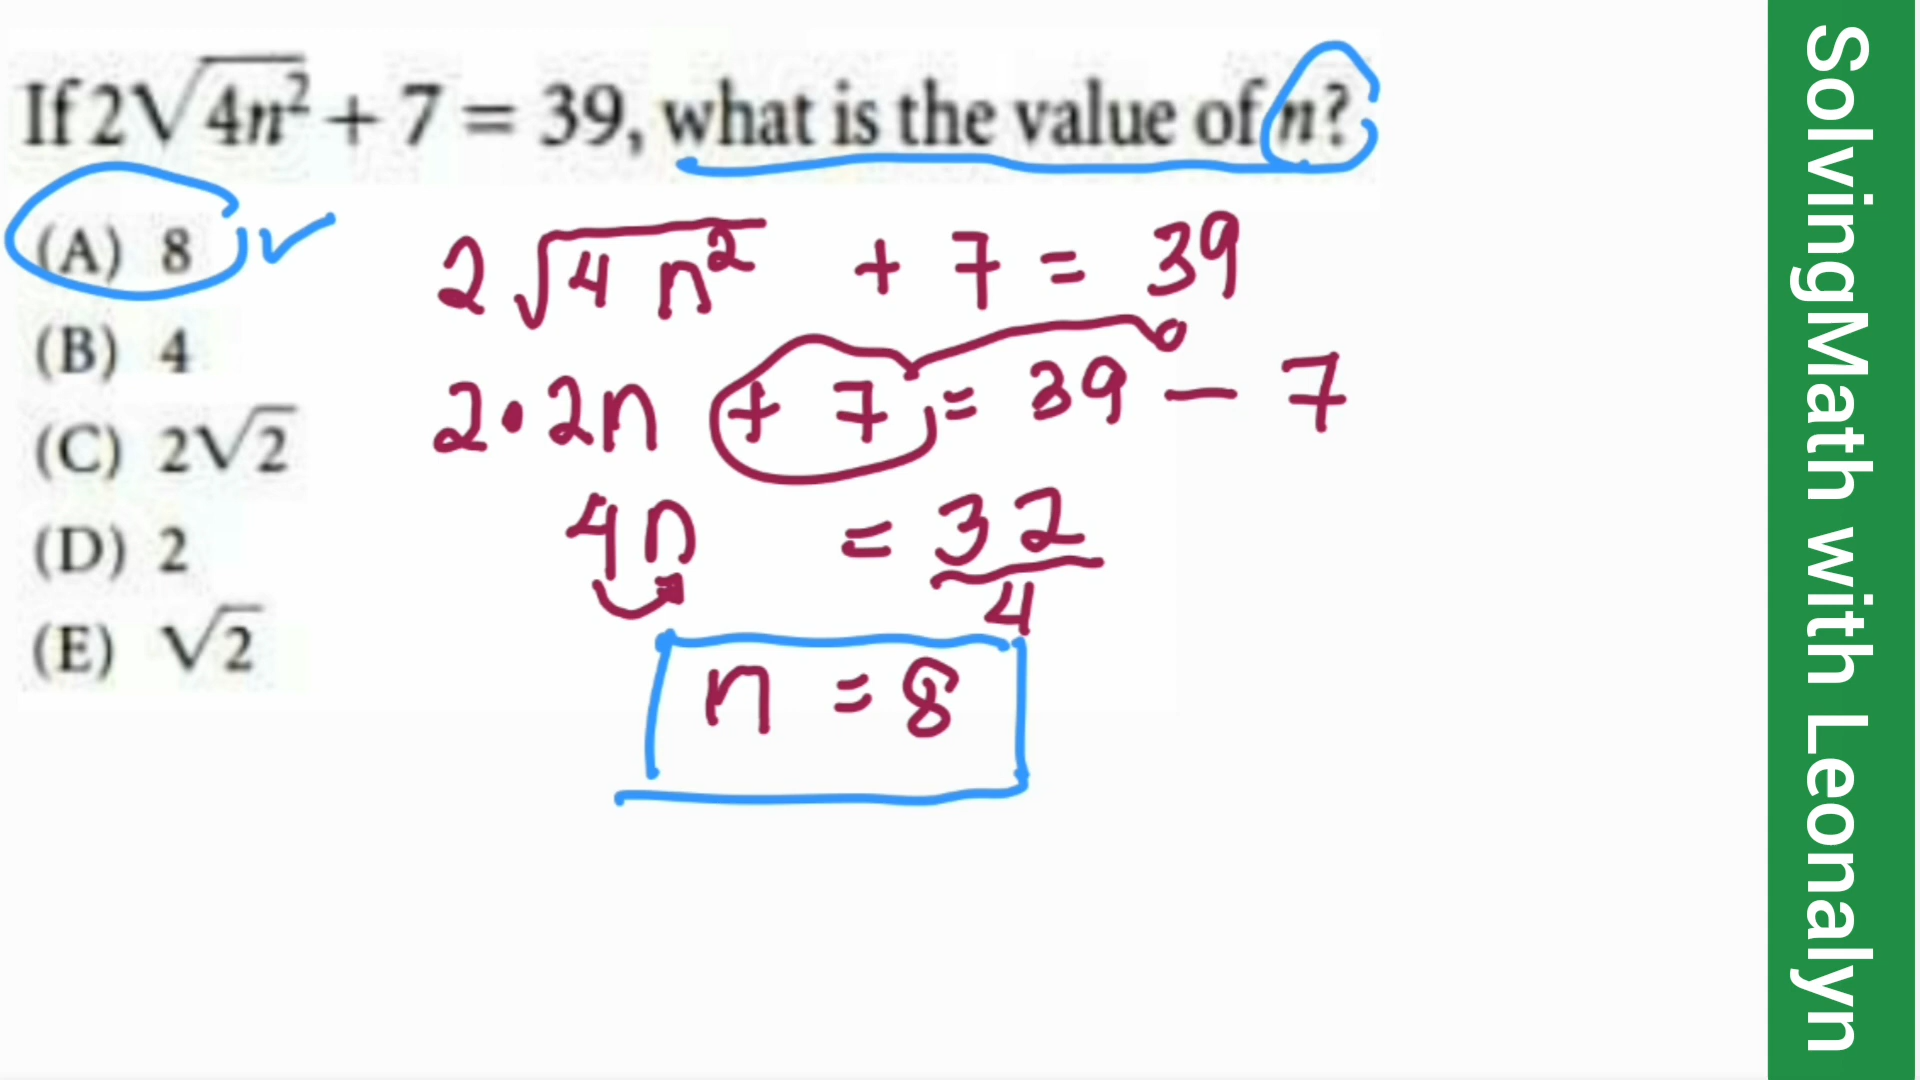 If 2√4n² + 7 = 39, what is the value of n?
(A) 8 ✓
(B) 4
(C) 2√2
(D) 2
(E) √2
2√4n² + 7 = 39
2·2n + 7 = 39 − 7
4n = 32/4
n = 8
SolvingMath with Leonalyn